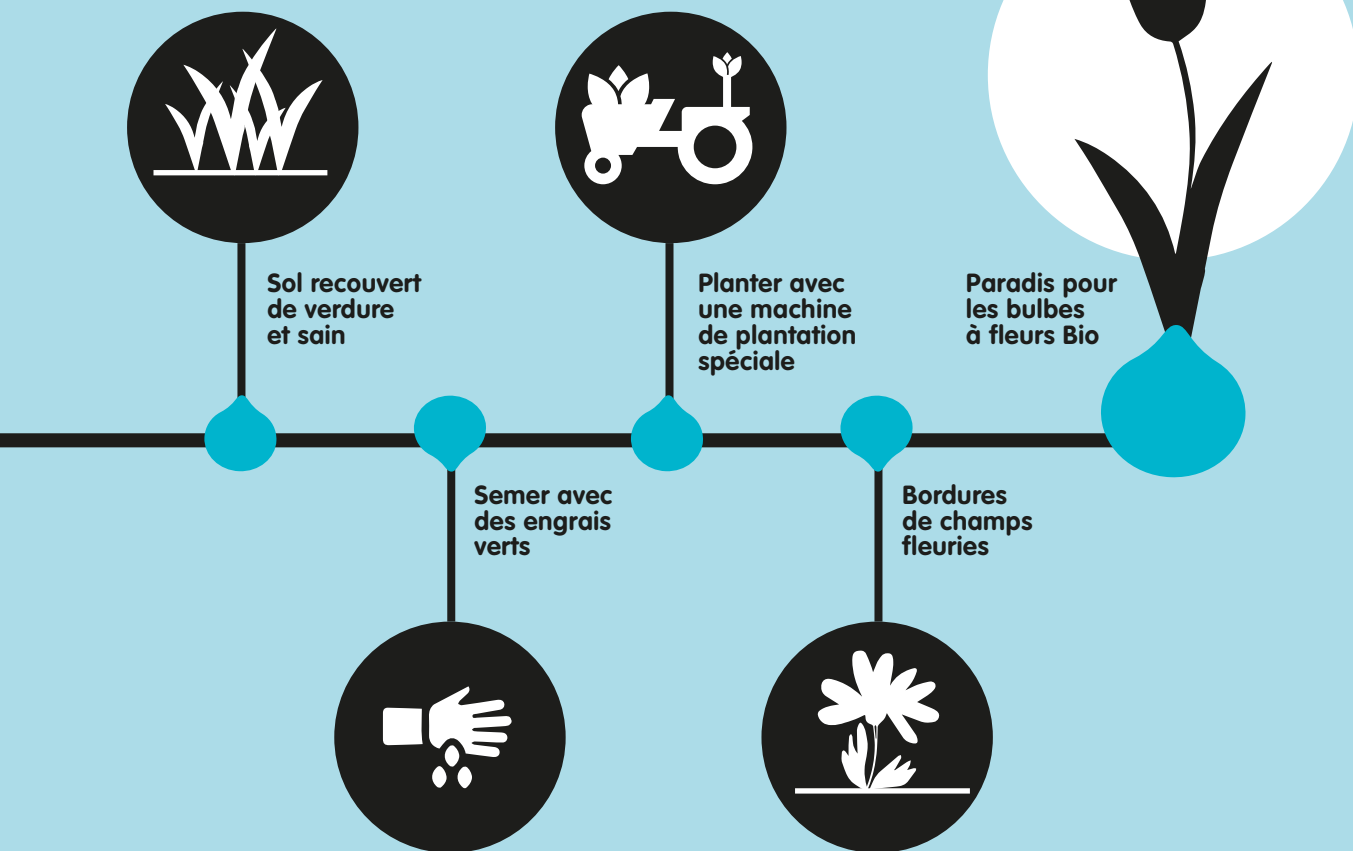 Sol recouvert
de verdure
et sain
Semer avec
des engrais
verts
Planter avec
une machine
de plantation
spéciale
Bordures
de champs
fleuries
Paradis pour
les bulbes
à fleurs Bio